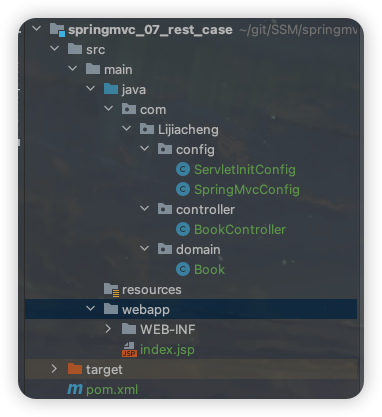 springmvc_07_rest_case ~/git/SSM/springmv
src
main
java
com
Lijiacheng
config
ServletInitConfig
SpringMvcConfig
controller
BookController
domain
Book
resources
webapp
WEB-INF
JSP index.jsp
target
m pom.xml